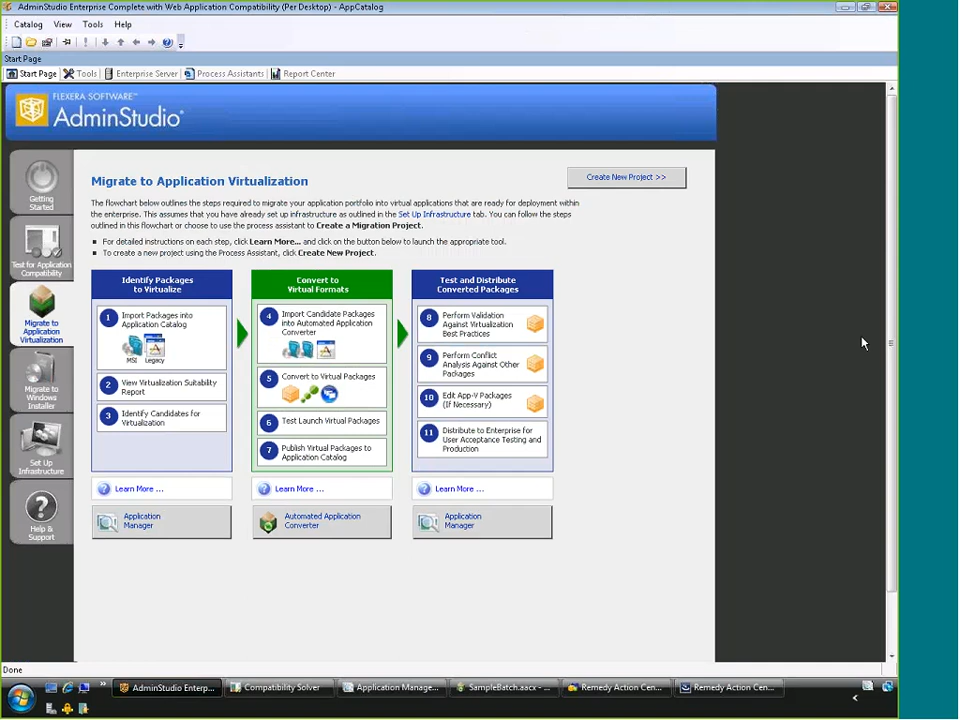 AdminStudio Enterprise Complete with Web Application Compatibility (Per Desktop) - AppCatalog
Catalog View Tools Help
Start Page
Start Page Tools Enterprise Server Process Assistants Report Center
FLEXERA SOFTWARE™
AdminStudio
Getting
Started
Test for Application
Compatibility
Migrate to
Application
Virtualization
Migrate to
Windows
Installer
Set Up
Infrastructure
Help &
Support
Migrate to Application Virtualization
Create New Project >>
The flowchart below outlines the steps required to migrate your application portfolio into virtual applications that are ready for deployment within
the enterprise. This assumes that you have already set up infrastructure as outlined in the Set Up Infrastructure tab. You can follow the steps
outlined in this flowchart or choose to use the process assistant to Create a Migration Project.
For detailed instructions on each step, click Learn More... and click on the button below to launch the appropriate tool.
To create a new project using the Process Assistant, click Create New Project.
Identify Packages
to Virtualize
1 Import Packages into
Application Catalog
MSI Legacy
2 View Virtualization Suitability
Report
3 Identify Candidates for
Virtualization
Learn More ...
Application
Manager
Convert to
Virtual Formats
4 Import Candidate Packages
into Automated Application
Converter
5 Convert to Virtual Packages
6 Test Launch Virtual Packages
7 Publish Virtual Packages to
Application Catalog
Learn More ...
Automated Application
Converter
Test and Distribute
Converted Packages
8 Perform Validation
Against Virtualization
Best Practices
9 Perform Conflict
Analysis Against Other
Packages
10 Edit App-V Packages
(If Necessary)
11 Distribute to Enterprise for
User Acceptance Testing and
Production
Learn More ...
Application
Manager
Done
AdminStudio Enterp... Compatibility Solver Application Manage... SampleBatch.aacx - ... Remedy Action Cen... Remedy Action Cen...